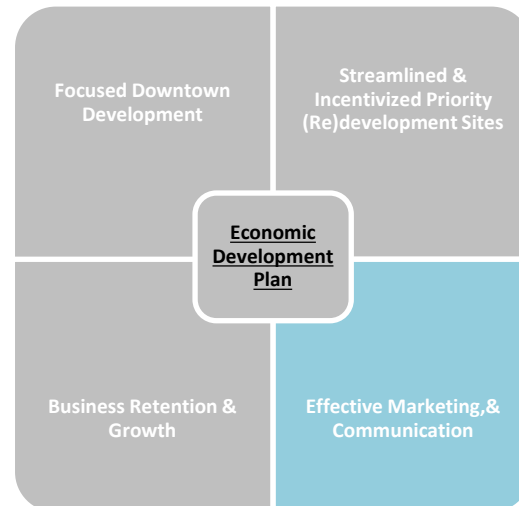 Focused Downtown
Development
Streamlined &
Incentivized Priority
(Re)development Sites
Economic
Development
Plan
Business Retention &
Growth
Effective Marketing,&
Communication